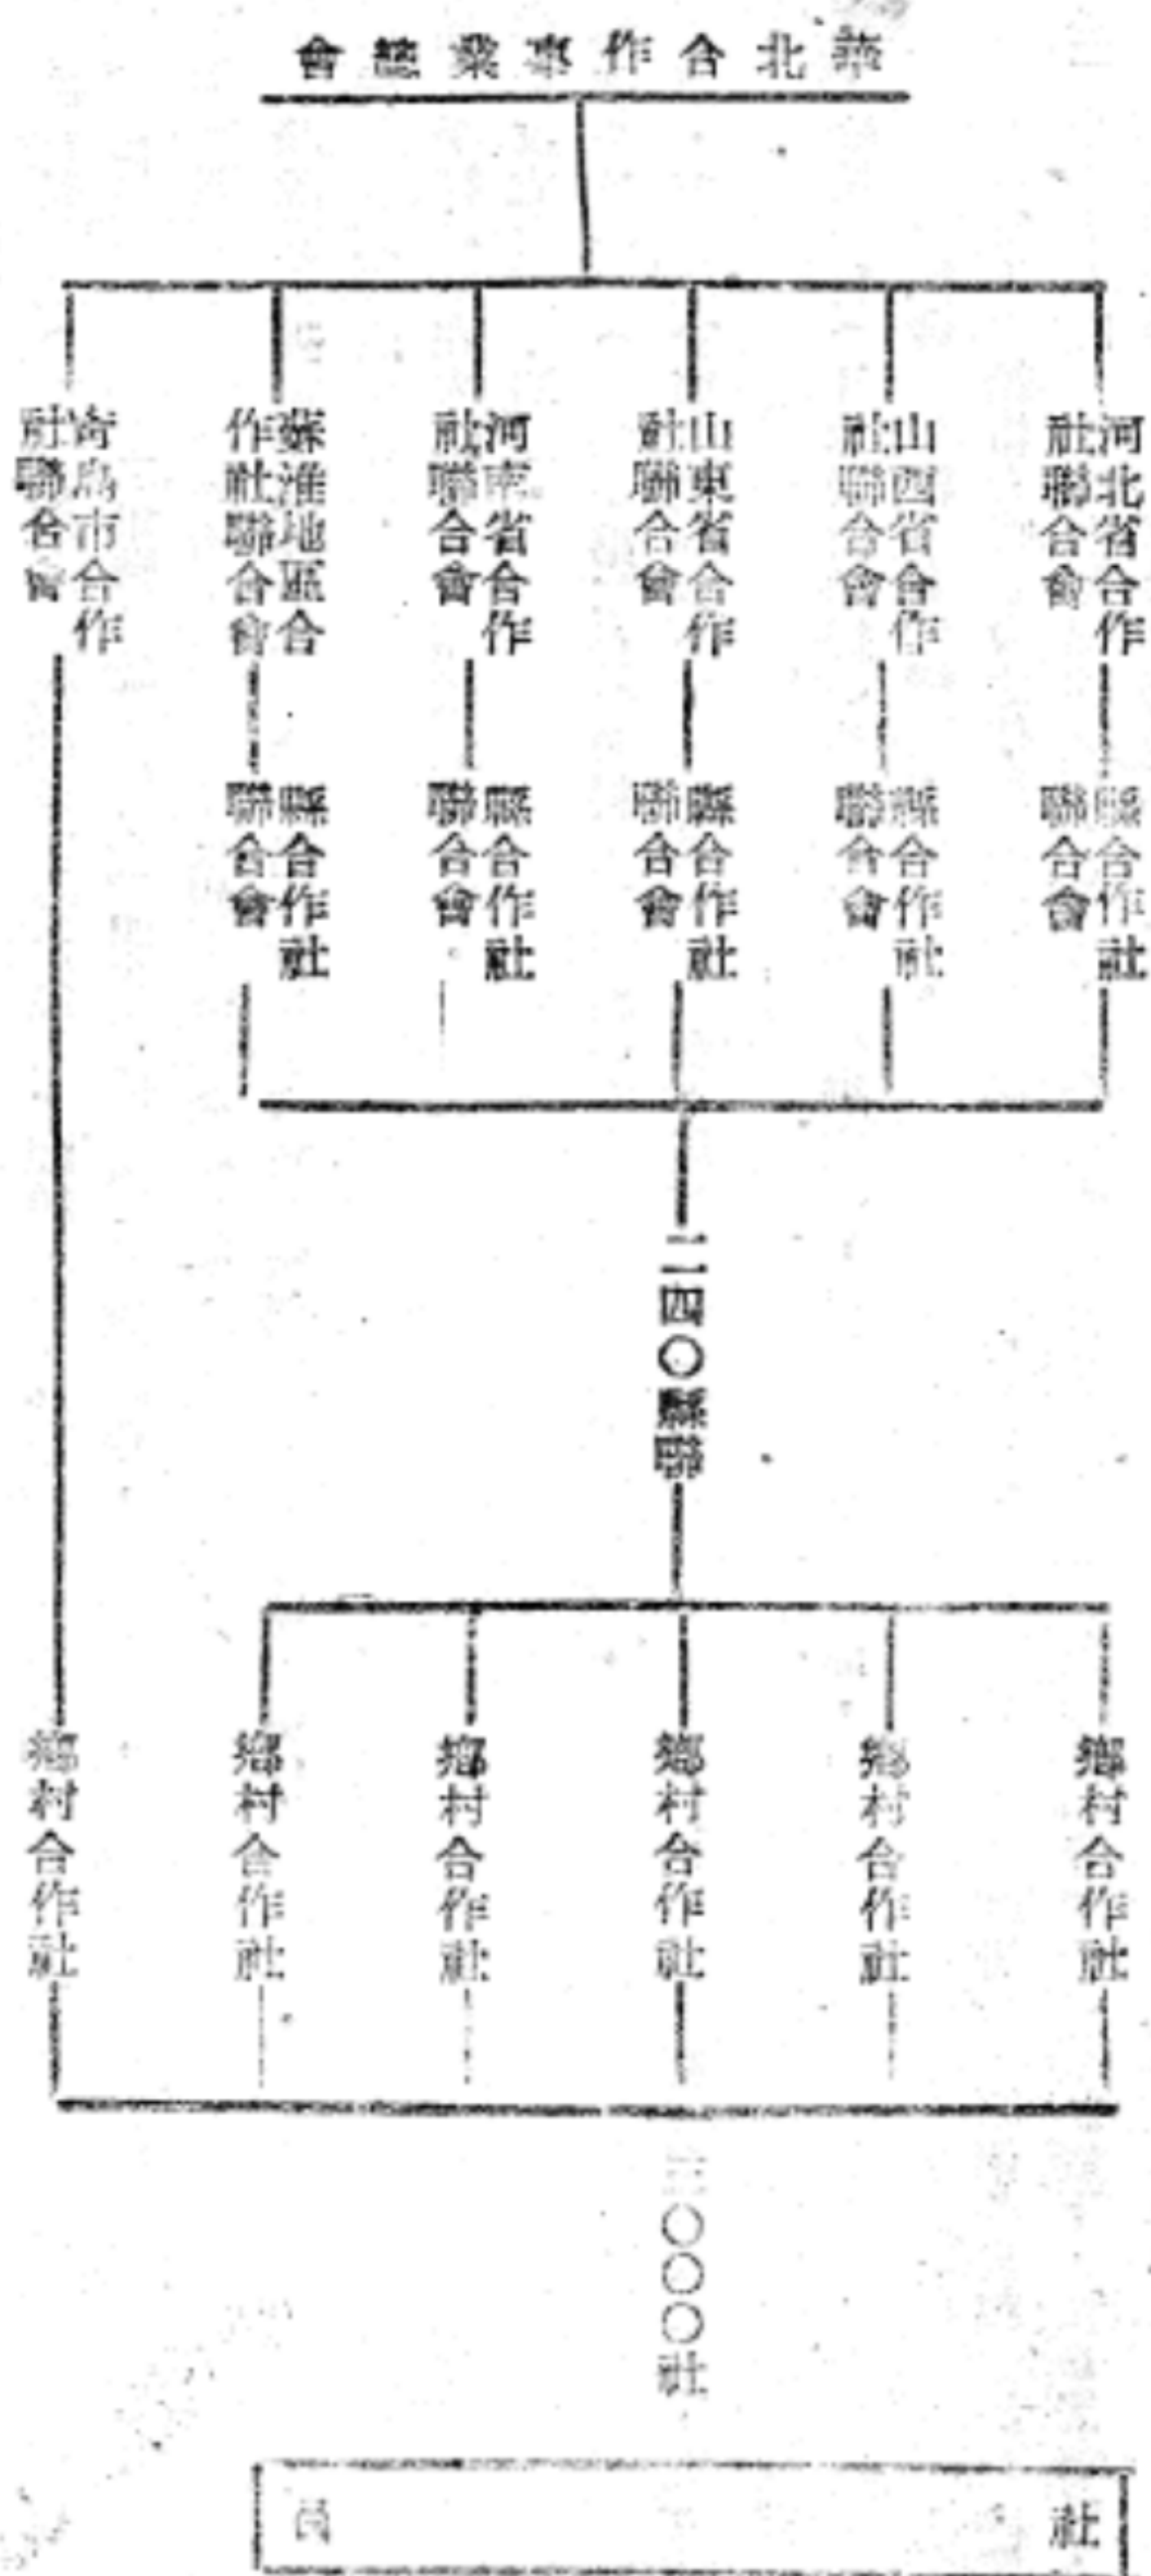 華北合作事業總會
河北省合作
社聯合會
山西省合作
社聯合會
山東省合作
社聯合會
河南省合作
社聯合會
蘇淮地區合
作社聯合會
島市合作
社聯合會
縣合作社
聯合會
縣合作社
聯合會
縣合作社
聯合會
縣合作社
聯合會
縣合作社
聯合會
二四〇縣聯
鄉村合作社
鄉村合作社
鄉村合作社
鄉村合作社
鄉村合作社
鄉村合作社
〇〇〇社
社員